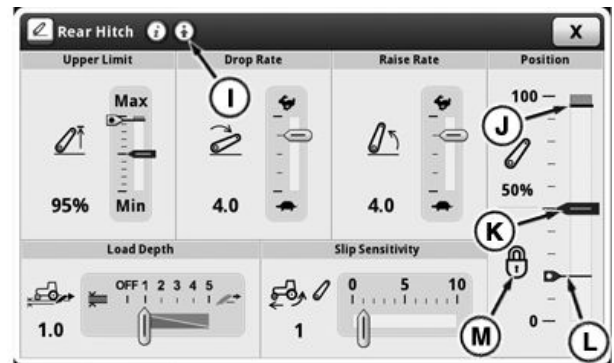 Rear Hitch i i X
Upper Limit Drop Rate Raise Rate Position
I
Max 100
J
50%
95% Min 4.0 4.0
K
Load Depth Slip Sensitivity
OFF 1 2 3 4 5 0 5 10
1.0 1 M 0 L